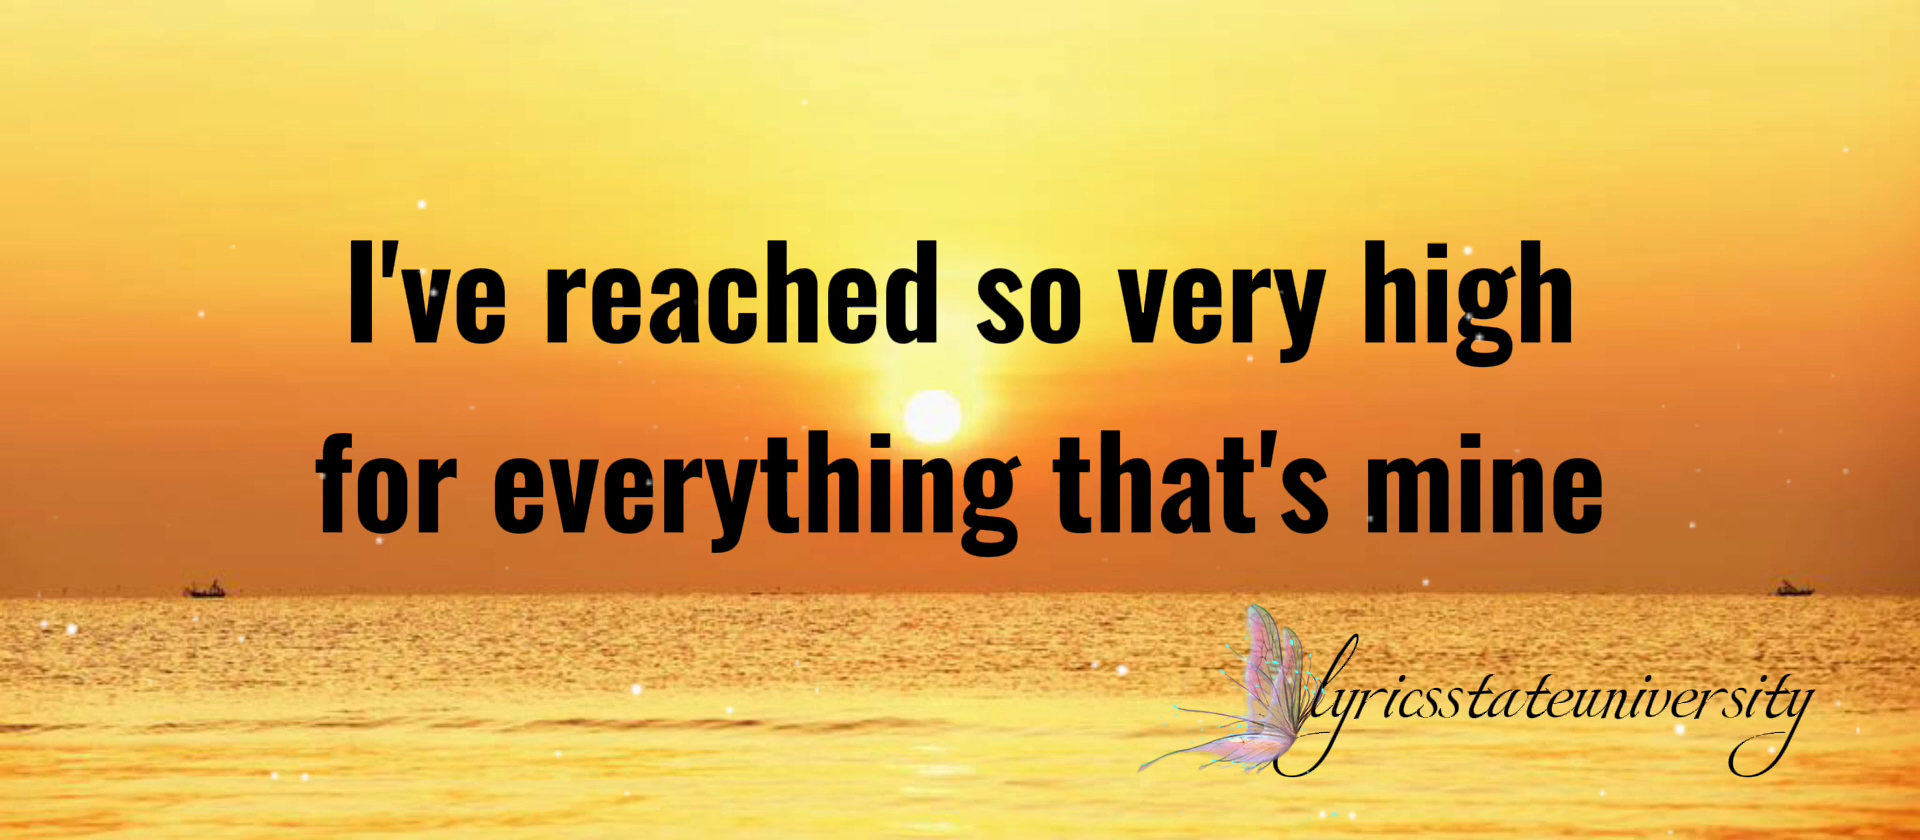 I've reached so very high
for everything that's mine
lyricsstateuniversity